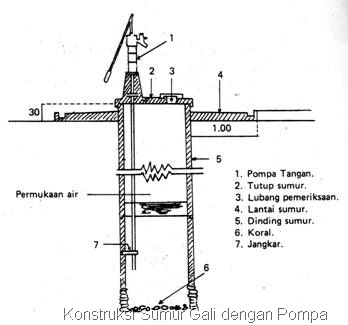 1
2
3
4
30
1.00
5
Permukaan air
1. Pompa Tangan.
2. Tutup sumur.
3. Lubang pemeriksaan.
4. Lantai sumur.
5. Dinding sumur.
6. Koral.
7. Jangkar.
7
6
Konstruksi Sumur Gali dengan Pompa